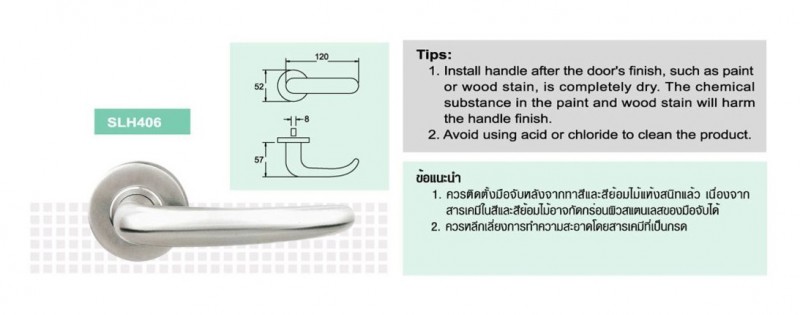 SLH406
120
52
8
57
Tips:
1. Install handle after the door's finish, such as paint
or wood stain, is completely dry. The chemical
substance in the paint and wood stain will harm
the handle finish.
2. Avoid using acid or chloride to clean the product.
ข้อแนะนำ
1. ควรติดตั้งมือจับหลังจากทาสีและสีย้อมไม้แห้งสนิทแล้ว เนื่องจาก
สารเคมีในสีและสีย้อมไม้อาจกัดกร่อนผิวสแตนเลสของมือจับได้
2. ควรหลีกเลี่ยงการทำความสะอาดโดยสารเคมีที่เป็นกรด